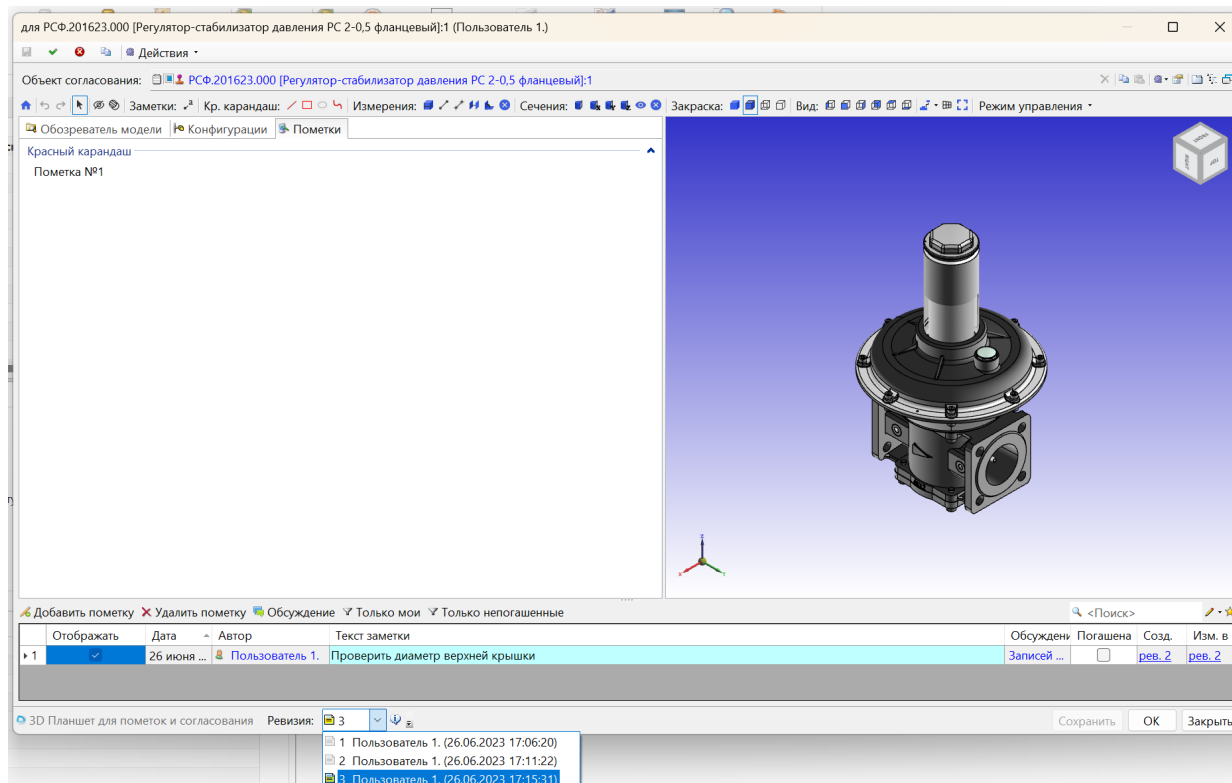 для РСФ.201623.000 [Регулятор-стабилизатор давления РС 2-0,5 фланцевый]:1 (Пользователь 1.)
Действия
Объект согласования: РСФ.201623.000 [Регулятор-стабилизатор давления РС 2-0,5 фланцевый]:1
Заметки: Кр. карандаш: Измерения: Сечения: Закраска: Вид: Режим управления
Обозреватель модели Конфигурации Пометки
Красный карандаш
Пометка №1
Добавить пометку Удалить пометку Обсуждение Только мои Только непогашенные <Поиск>
Отображать Дата Автор Текст заметки Обсуждени Погашена Созд. Изм. в
1 26 июня ... Пользователь 1. Проверить диаметр верхней крышки Записей ... рев. 2 рев. 2
3D Планшет для пометок и согласования Ревизия: 3 Сохранить ОК Закрыть
1 Пользователь 1. (26.06.2023 17:06:20)
2 Пользователь 1. (26.06.2023 17:11:22)
3 Пользователь 1. (26.06.2023 17:15:31)